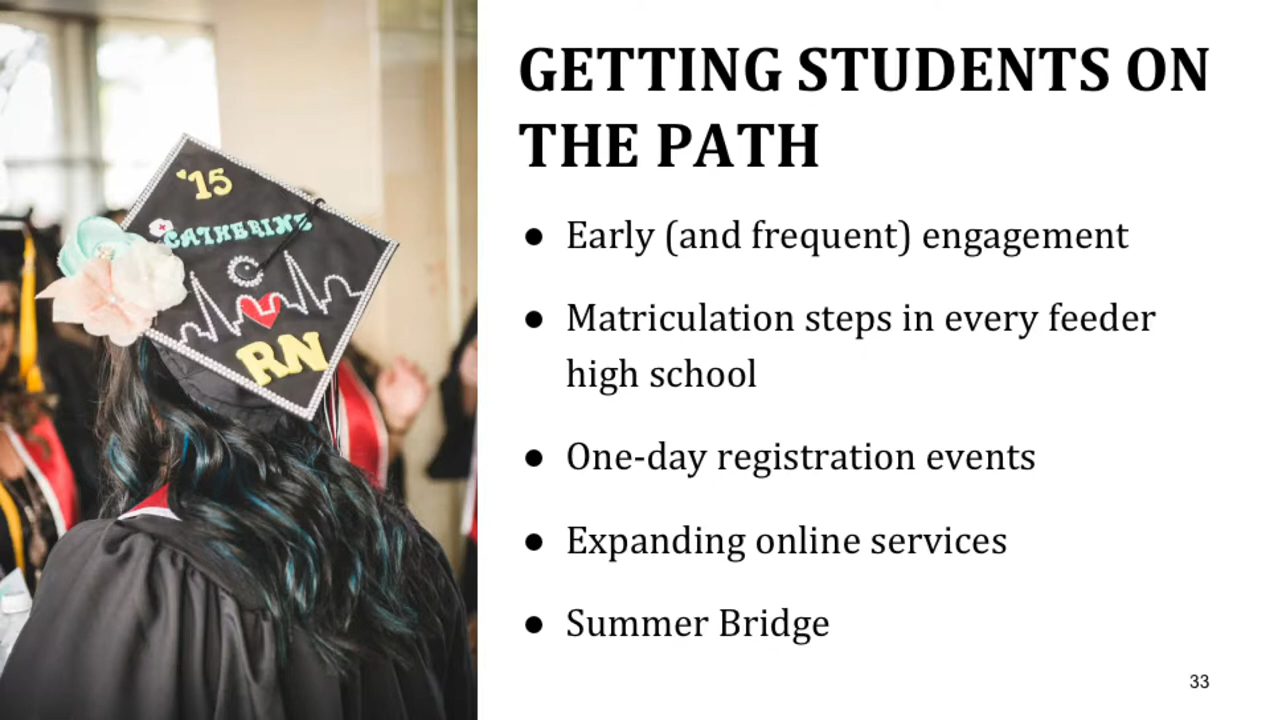 GETTING STUDENTS ON
THE PATH
● Early (and frequent) engagement
● Matriculation steps in every feeder
high school
● One-day registration events
● Expanding online services
● Summer Bridge
33
'15
CATHERINE
RN